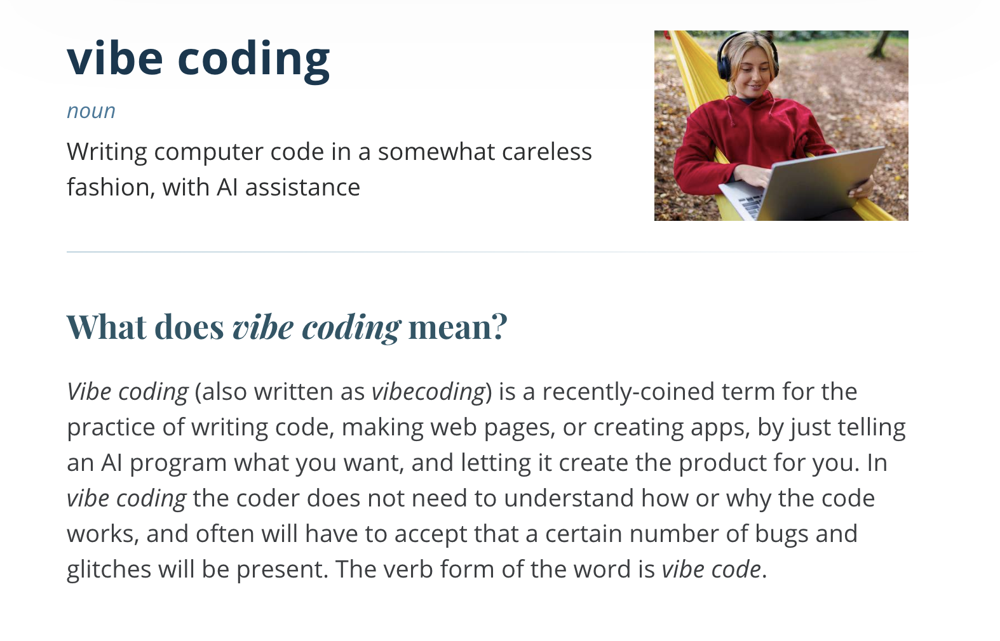 vibe coding
noun
Writing computer code in a somewhat careless
fashion, with AI assistance
What does vibe coding mean?
Vibe coding (also written as vibecoding) is a recently-coined term for the
practice of writing code, making web pages, or creating apps, by just telling
an AI program what you want, and letting it create the product for you. In
vibe coding the coder does not need to understand how or why the code
works, and often will have to accept that a certain number of bugs and
glitches will be present. The verb form of the word is vibe code.